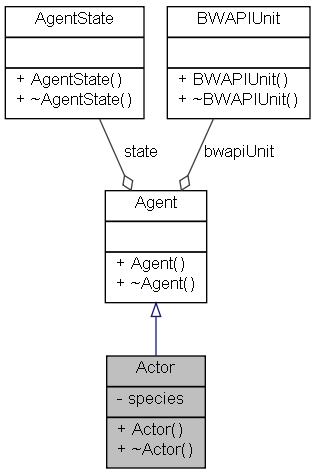 AgentState
+ AgentState()
+ ~AgentState()
BWAPIUnit
+ BWAPIUnit()
+ ~BWAPIUnit()
state
bwapiUnit
Agent
+ Agent()
+ ~Agent()
Actor
- species
+ Actor()
+ ~Actor()